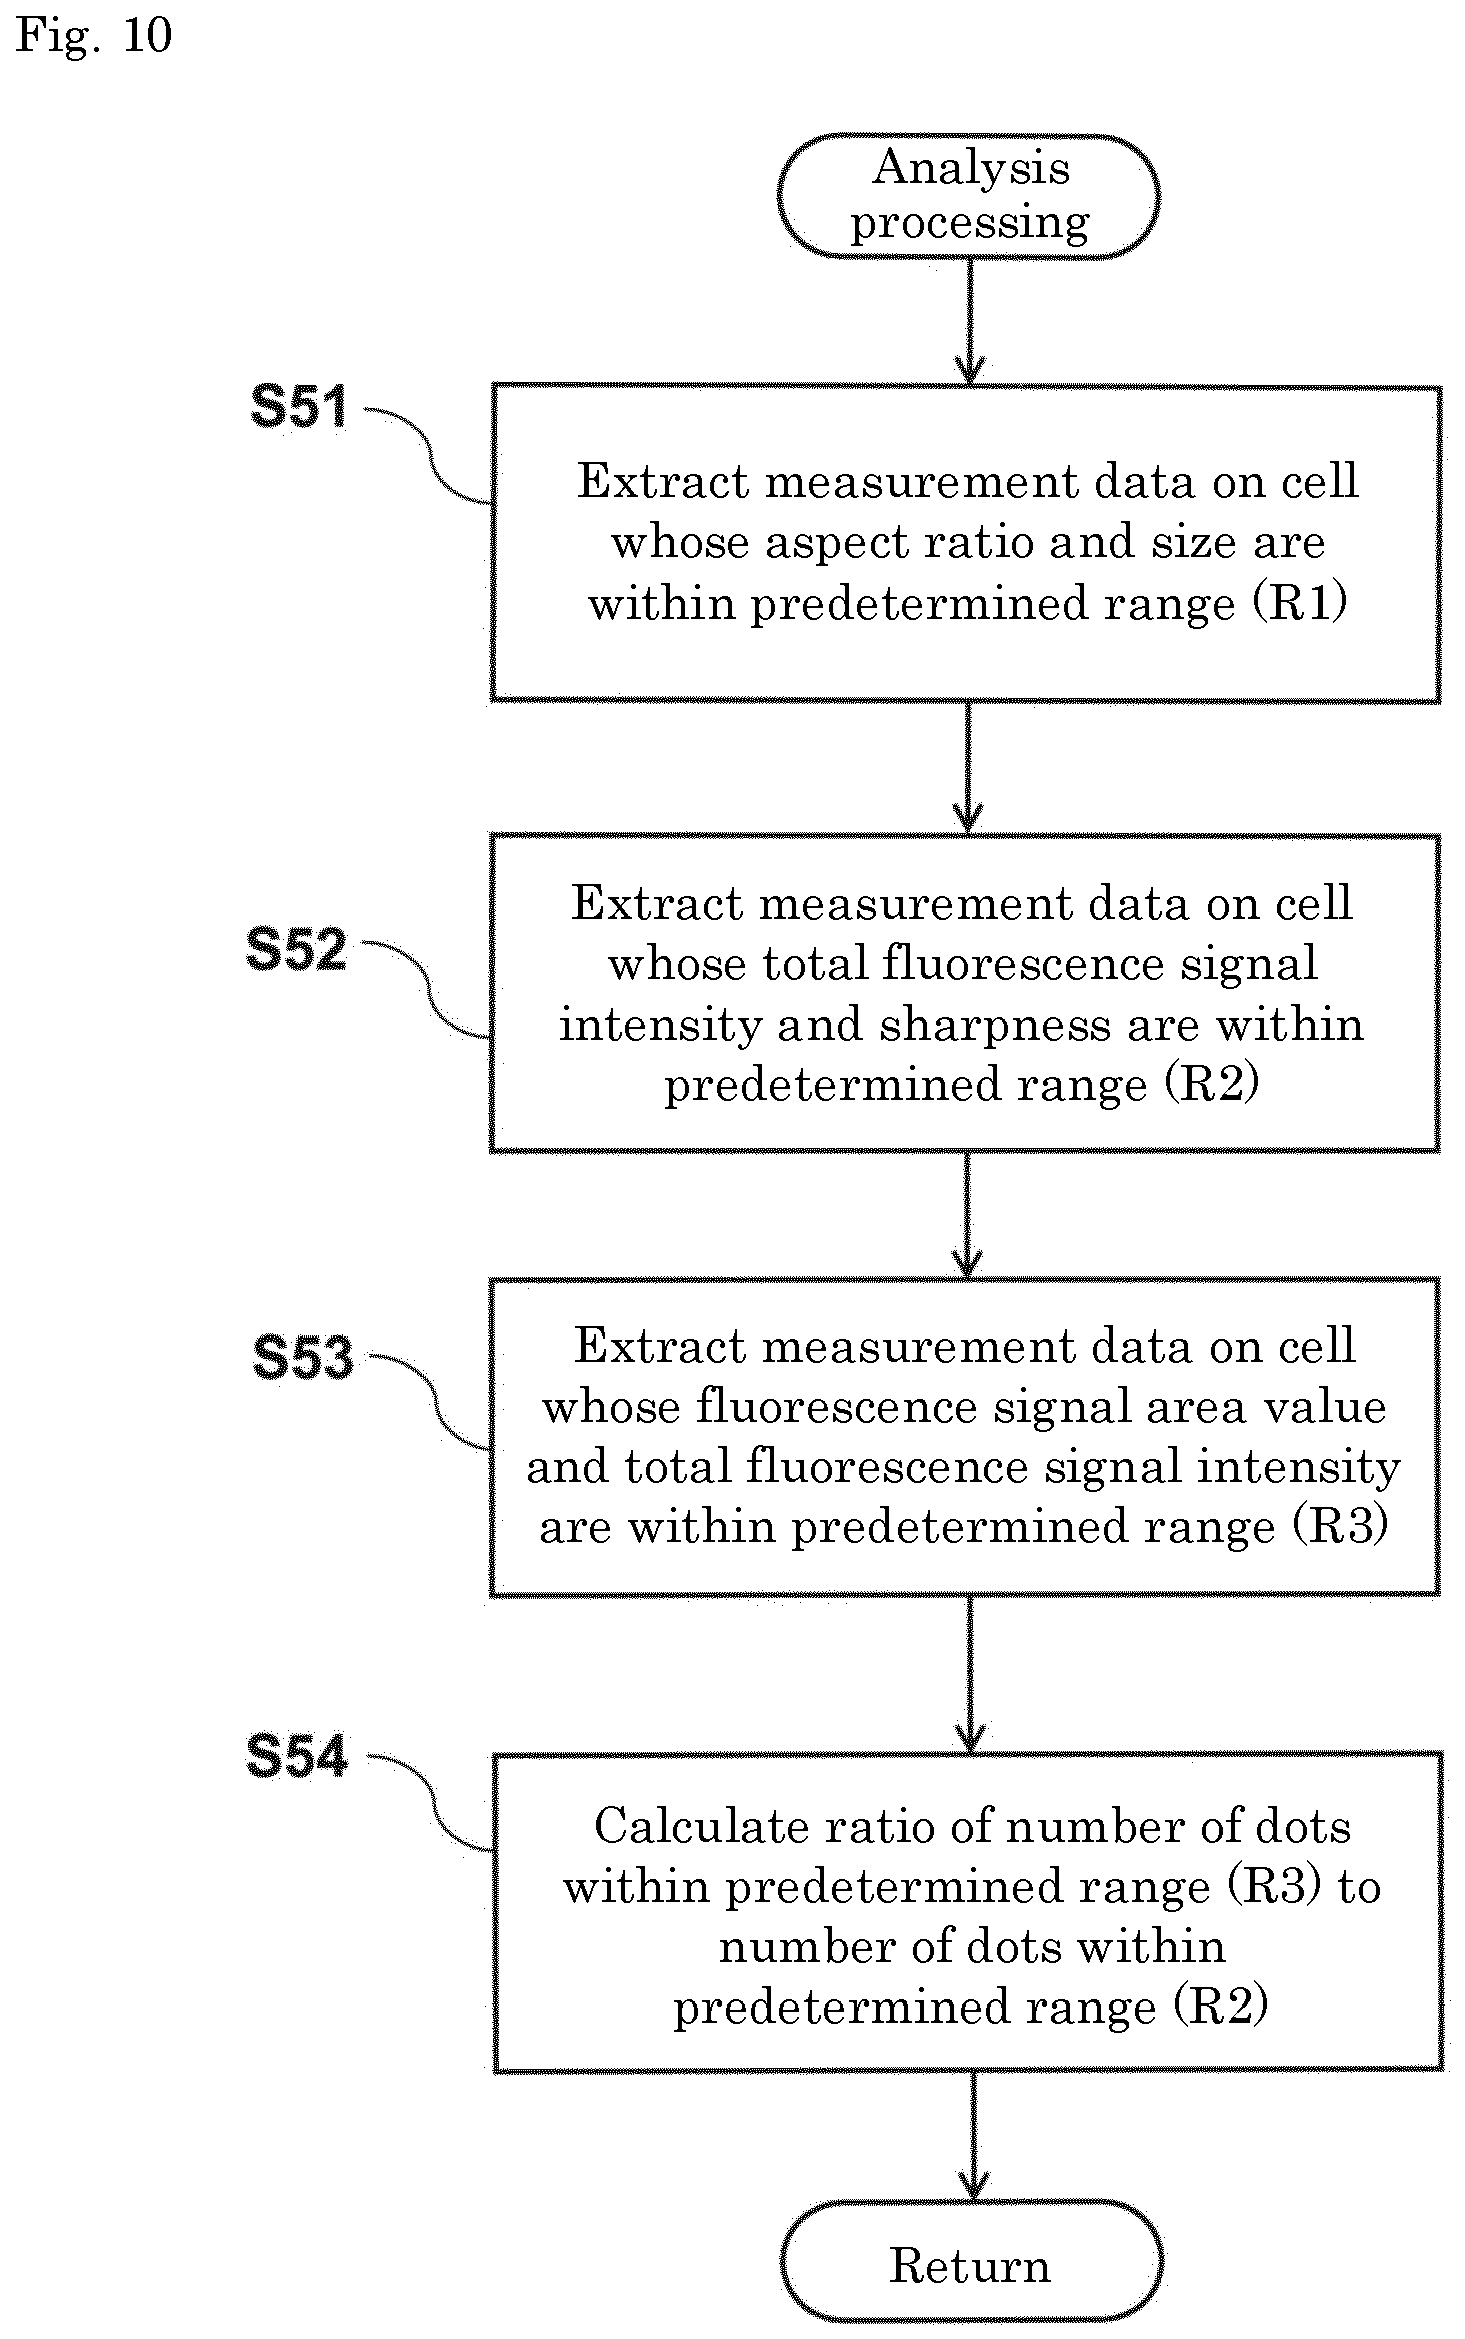 Fig. 10
Analysis
processing
S51
Extract measurement data on cell
whose aspect ratio and size are
within predetermined range (R1)
S52
Extract measurement data on cell
whose total fluorescence signal
intensity and sharpness are within
predetermined range (R2)
S53
Extract measurement data on cell
whose fluorescence signal area value
and total fluorescence signal intensity
are within predetermined range (R3)
S54
Calculate ratio of number of dots
within predetermined range (R3) to
number of dots within
predetermined range (R2)
Return